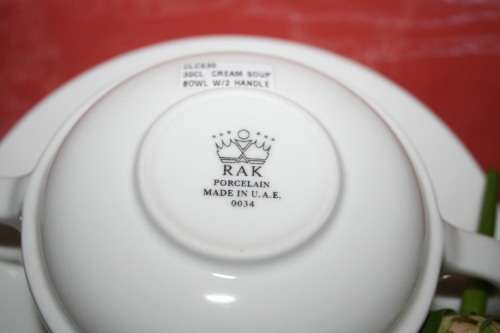 30CL CREAM SOUP
BOWL W/2 HANDLE
RAK
PORCELAIN
MADE IN U.A.E.
0034